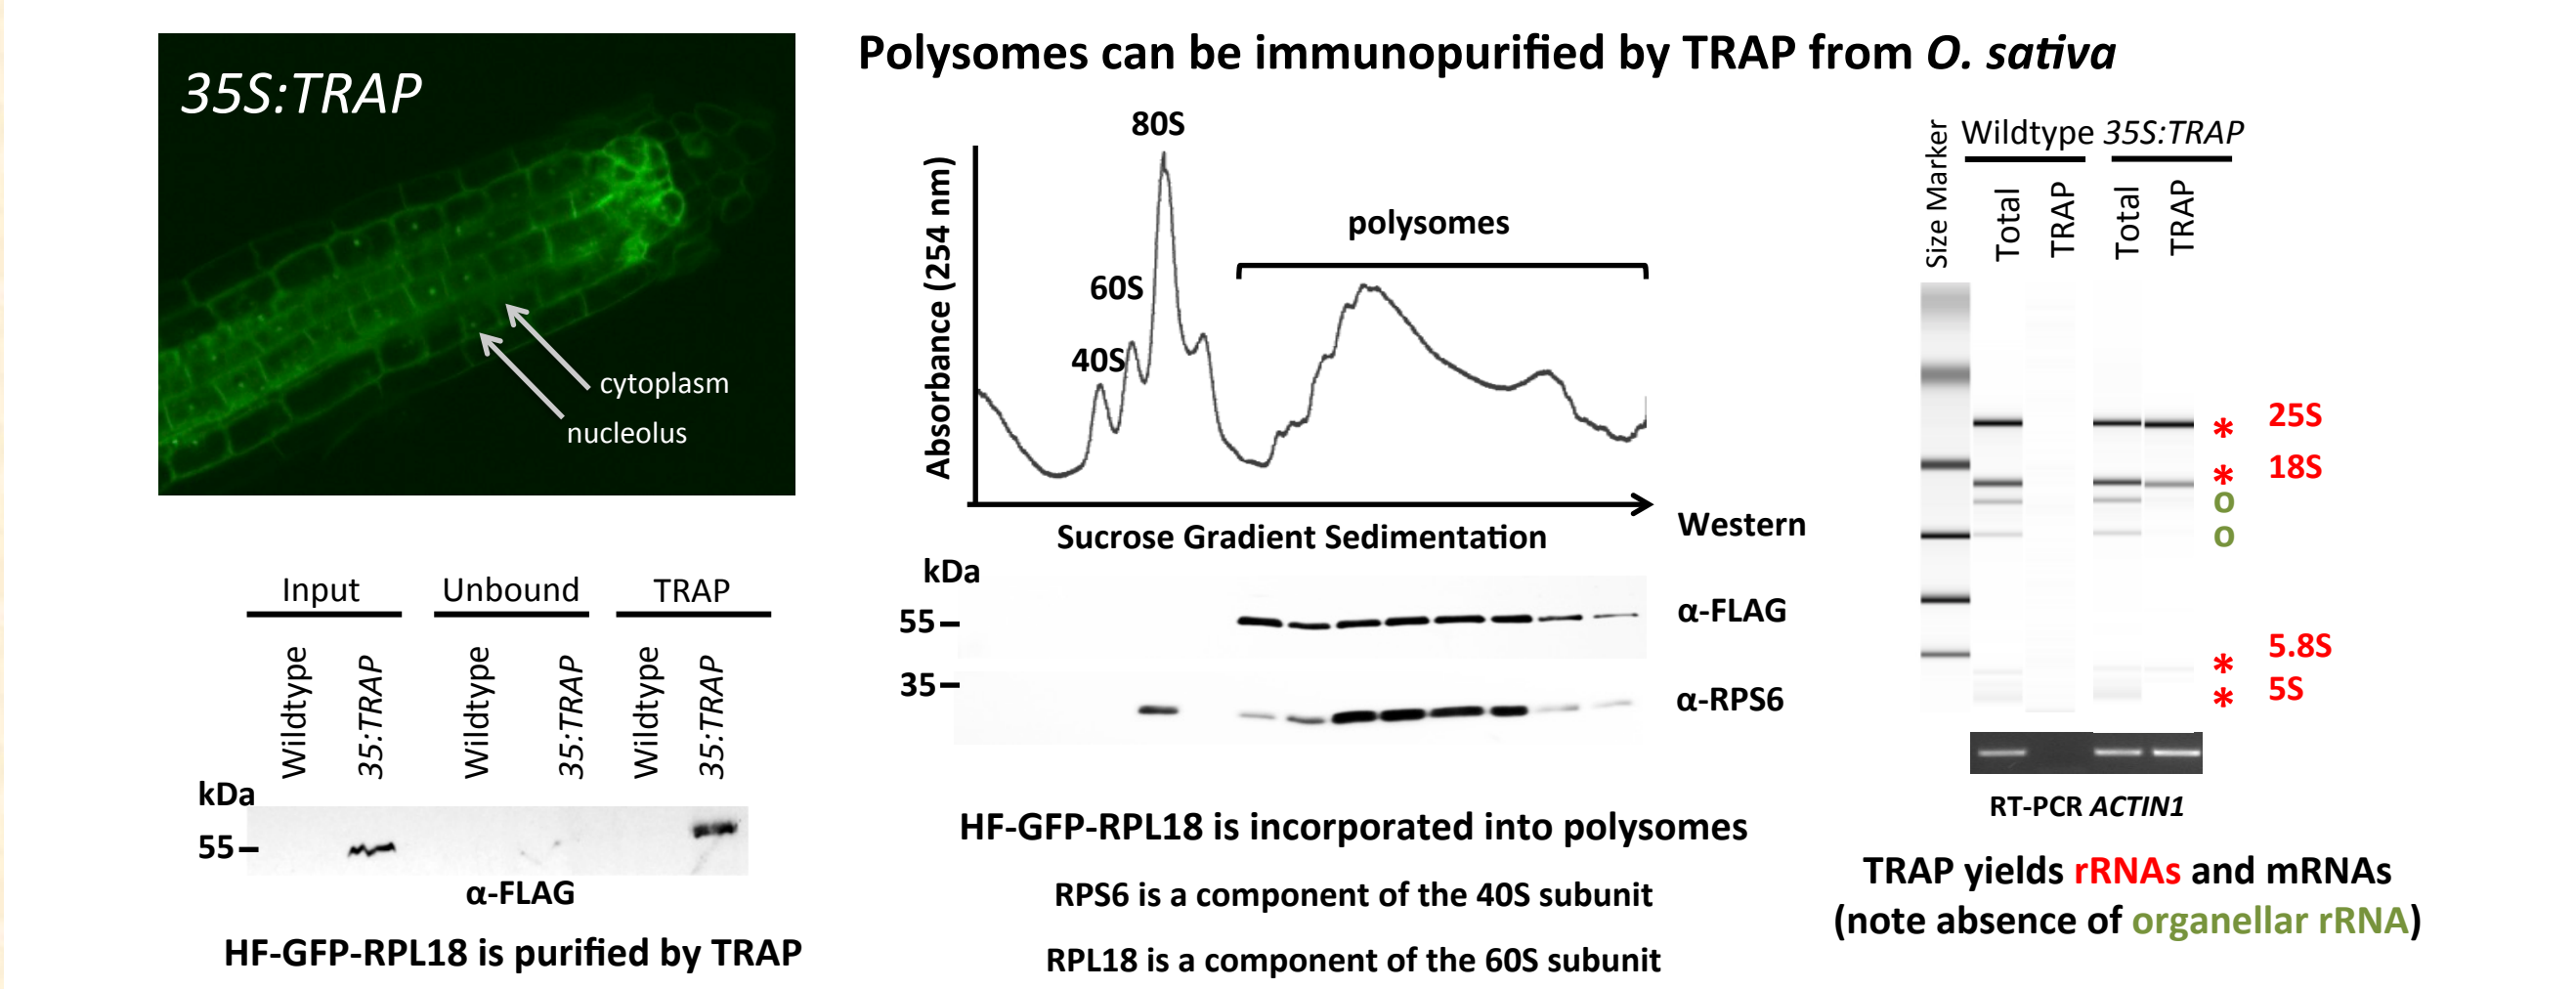 Polysomes can be immunopurified by TRAP from O. sativa
35S:TRAP
cytoplasm
nucleolus
Input
Unbound
TRAP
Wildtype
35:TRAP
Wildtype
35:TRAP
Wildtype
35:TRAP
kDa
55
α-FLAG
HF-GFP-RPL18 is purified by TRAP
80S
60S
40S
polysomes
Absorbance (254 nm)
Sucrose Gradient Sedimentation
Western
kDa
55
α-FLAG
35
α-RPS6
HF-GFP-RPL18 is incorporated into polysomes
RPS6 is a component of the 40S subunit
RPL18 is a component of the 60S subunit
Size Marker
Wildtype 35S:TRAP
Total
TRAP
Total
TRAP
* 25S
* 18S
o
o
* 5.8S
* 5S
RT-PCR ACTIN1
TRAP yields rRNAs and mRNAs
(note absence of organellar rRNA)